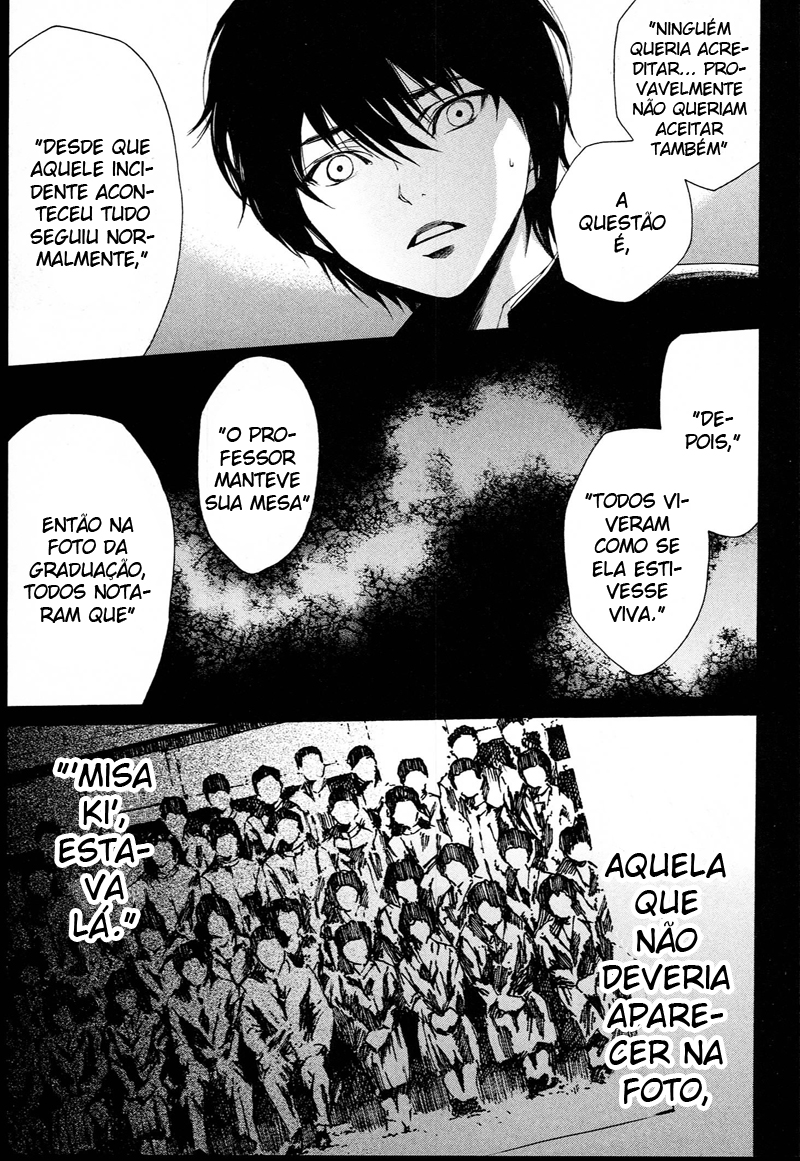 "NINGUÉM
QUERIA ACRE-
DITAR... PRO-
VAVELMENTE
NÃO QUERIAM
ACEITAR
TAMBÉM"
A
QUESTÃO
É,
"DESDE QUE
AQUELE INCI
DENTE ACON-
TECEU TUDO
SEGUIU NOR-
MALMENTE,"
"DE-
POIS,"
"TODOS VI-
VERAM
COMO SE
ELA ESTI-
VESSE
VIVA."
"O PRO-
FESSOR
MANTEVE
SUA MESA"
ENTÃO NA
FOTO DA
GRADUAÇÃO,
TODOS NOTA
RAM QUE"
AQUELA
QUE
NÃO
DEVERIA
APARE-
CER NA
FOTO,
"'MISA
KI',
ESTA-
VA
LÁ."